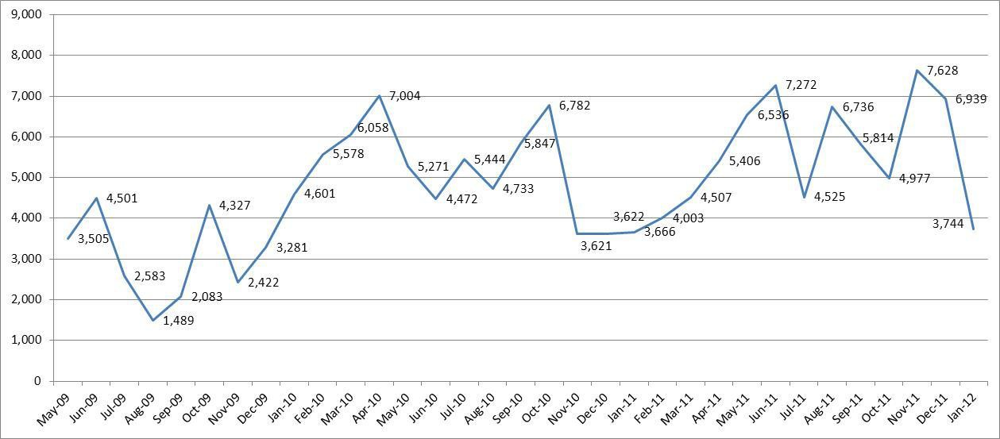 9,000
8,000
7,000
6,000
5,000
4,000
3,000
2,000
1,000
0
3,505
4,501
2,583
1,489
2,083
4,327
2,422
3,281
4,601
5,578
6,058
7,004
5,271
4,472
5,444
4,733
5,847
6,782
3,621
3,622
3,666
4,003
4,507
5,406
6,536
7,272
4,525
6,736
5,814
4,977
7,628
6,939
3,744
May-09
Jun-09
Jul-09
Aug-09
Sep-09
Oct-09
Nov-09
Dec-09
Jan-10
Feb-10
Mar-10
Apr-10
May-10
Jun-10
Jul-10
Aug-10
Sep-10
Oct-10
Nov-10
Dec-10
Jan-11
Feb-11
Mar-11
Apr-11
May-11
Jun-11
Jul-11
Aug-11
Sep-11
Oct-11
Nov-11
Dec-11
Jan-12